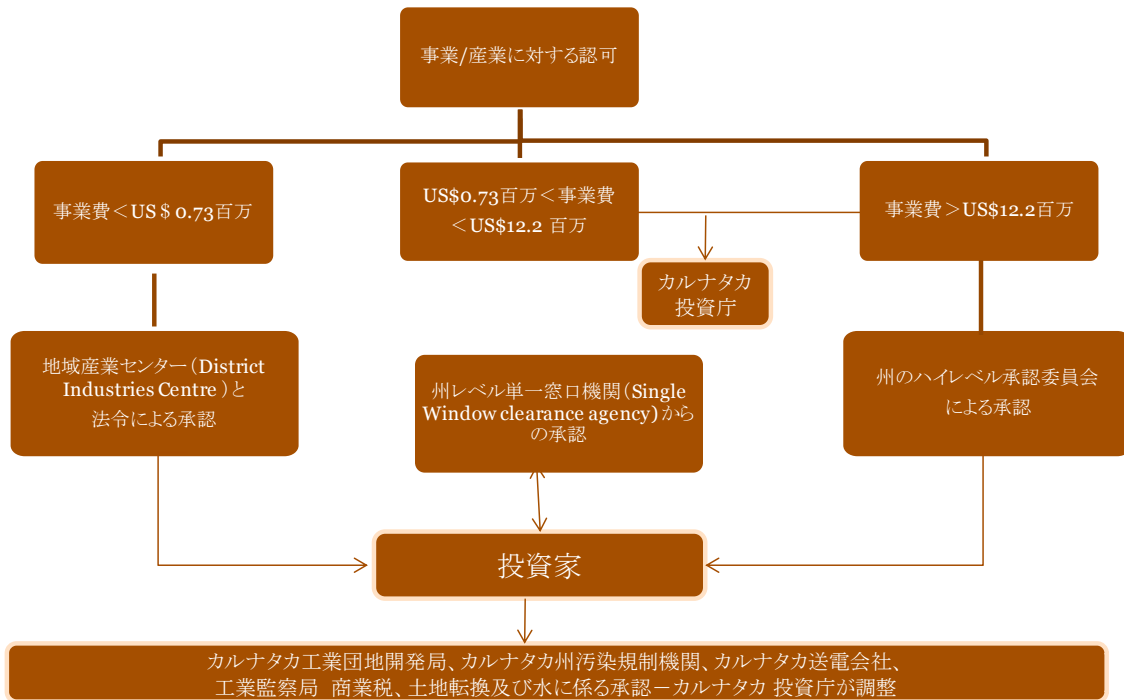 事業/産業に対する認可
事業費＜US＄0.73百万
US$0.73百万＜事業費
＜US$12.2 百万
事業費＞US$12.2百万
カルナタカ
投資庁
地域産業センター（District
Industries Centre ）と
法令による承認
州レベル単一窓口機関（Single
Window clearance agency)から
の承認
州のハイレベル承認委員会
による承認
投資家
カルナタカ工業団地開発局、カルナタカ州汚染規制機関、カルナタカ送電会社、
工業監察局 商業税、土地転換及び水に係る承認－カルナタカ 投資庁が調整